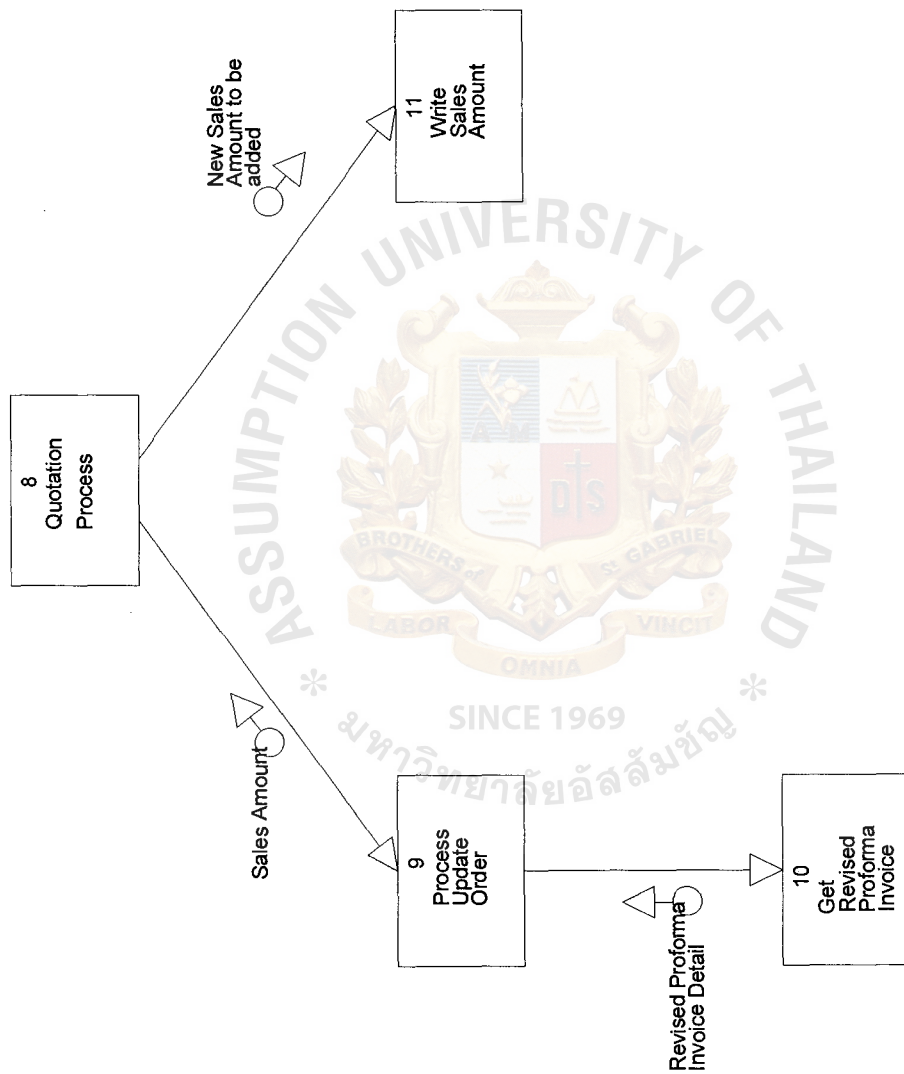 8
Quotation
Process
New Sales
Amount to be
added
Sales Amount
9
Process
Update
Order
11
Write
Sales
Amount
Revised Proforma
Invoice Detail
10
Get
Revised
Proforma
Invoice
ASSUMPTION UNIVERSITY OF THAILAND
A M
D S
BROTHERS of
St GABRIEL
LABOR
OMNIA
VINCIT
SINCE 1969
* มหาวิทยาลัยอัสสัมชัญ *